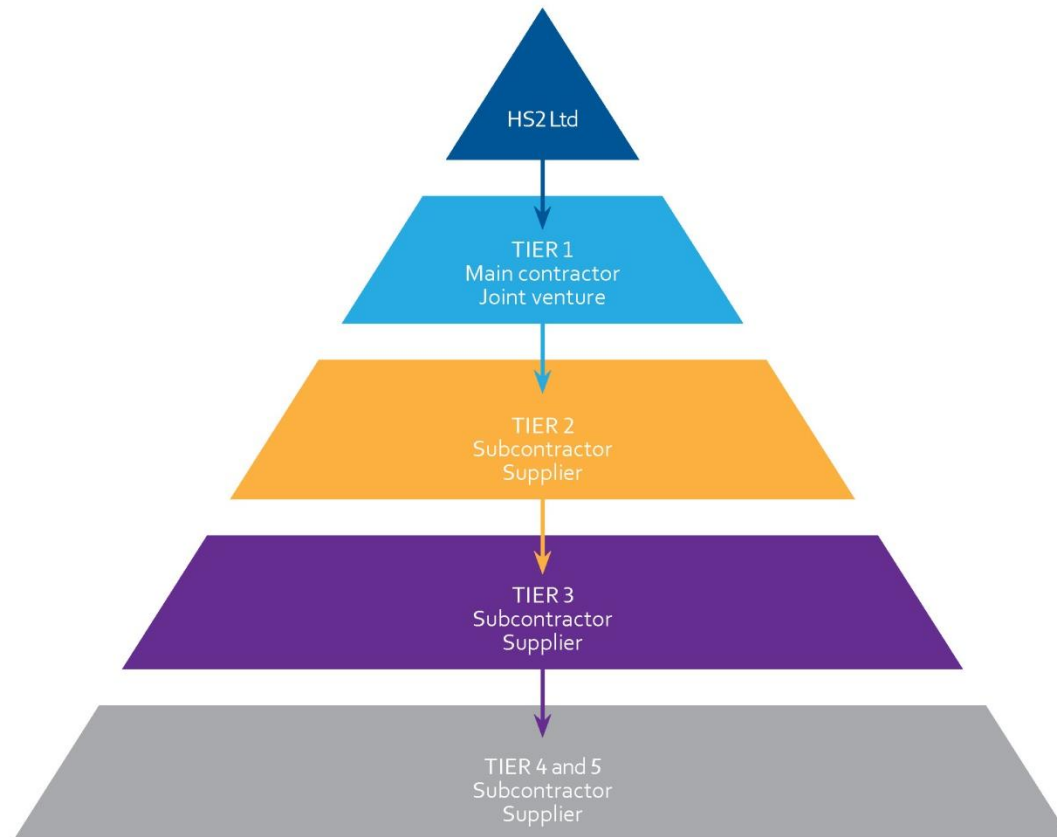 HS2 Ltd
TIER 1
Main contractor
Joint venture
TIER 2
Subcontractor
Supplier
TIER 3
Subcontractor
Supplier
TIER 4 and 5
Subcontractor
Supplier